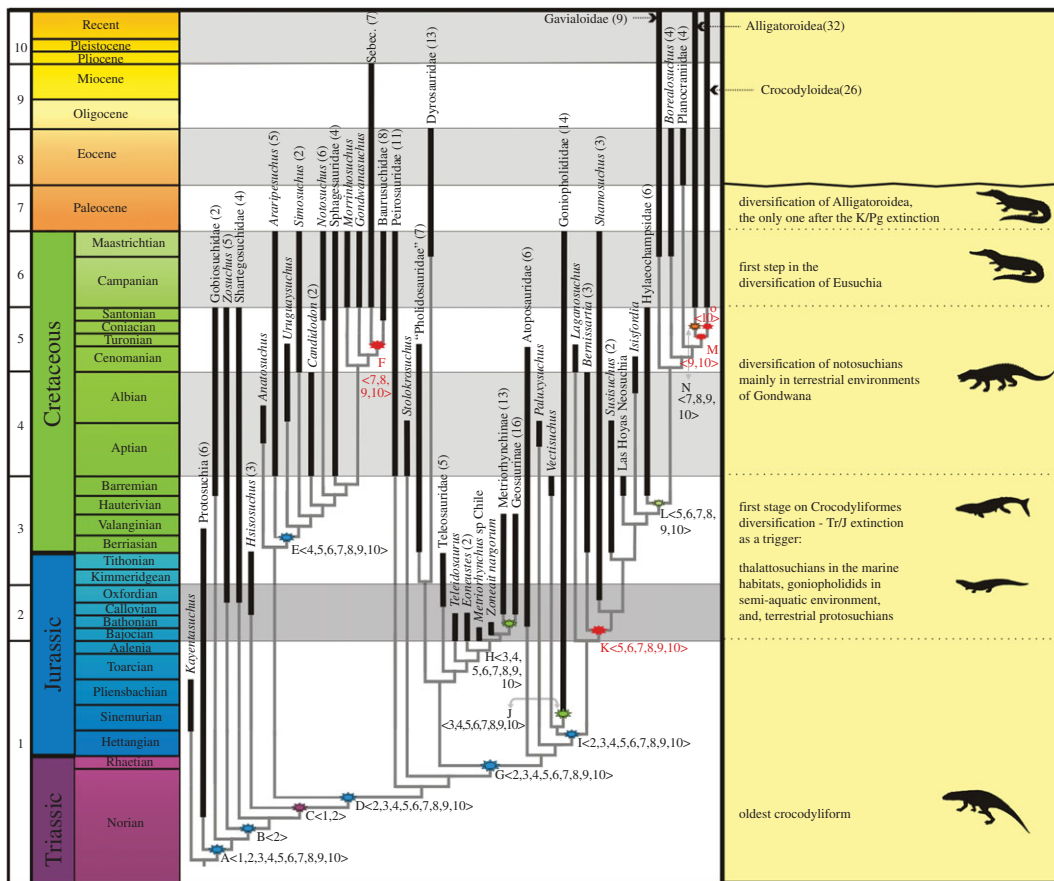 Gavialoidae (9)
Alligatoroidea(32)
Crocodyloidea(26)
10
9
8
7
6
5
4
3
2
1
Cretaceous
Jurassic
Triassic
Recent
Pleistocene
Pliocene
Miocene
Oligocene
Eocene
Paleocene
Maastrichtian
Campanian
Santonian
Coniacian
Turonian
Cenomanian
Albian
Aptian
Barremian
Hauterivian
Valanginian
Berriasian
Tithonian
Kimmeridgean
Oxfordian
Callovian
Bathonian
Bajocian
Aalenia
Toarcian
Pliensbachian
Sinemurian
Hettangian
Rhaetian
Norian
Kayentasuchus
Protosuchia (6)
Gobiosuchidae (2)
Zosuchus (5)
Shartegosuchidae (4)
Hsisosuchus (3)
Anatosuchus
Araripesuchus (5)
Uruguaysuchus
Simosuchus (2)
Candidodon (2)
Notosuchus (6)
Sphagesauridae (4)
Morrinhosuchus
Gondwanasuchus
Sebec. (7)
Baurusuchidae (8)
Peirosauridae (11)
Stolokrosuchus
“Pholidosauridae” (7)
Dyrosauridae (13)
Teleosauridae (5)
Teleidosaurus
Eoneustes (2)
Metriorhynchus sp Chile
Zoneait nargorum
Metriorhynchinae (13)
Geosaurinae (16)
Atoposauridae (6)
Paluxysuchus
Vectisuchus
Goniopholididae (14)
Laganosuchus
Bernissartia (3)
Shamosuchus (3)
Susisuchus (2)
Las Hoyas Neosuchia
Isisfordia
Hylaeochampsidae (6)
Borealosuchus (4)
Planocraniidae (4)
F
<7,8,
9,10>
O
<10>
M
<9,10>
N
<7,8,9,
10>
L<5,6,7,8,
9,10>
E<4,5,6,7,8,9,10>
K<5,6,7,8,9,10>
H<3,4,
5,6,7,8,9,
10>
J
<3,4,5,6,7,8,9,10>
I<2,3,4,5,6,7,8,9,10>
G<2,3,4,5,6,7,8,9,10>
D<2,3,4,5,6,7,8,9,10>
C<1,2>
B<2>
A<1,2,3,4,5,6,7,8,9,10>
diversification of Alligatoroidea,
the only one after the K/Pg extinction
first step in the
diversification of Eusuchia
diversification of notosuchians
mainly in terrestrial environments
of Gondwana
first stage on Crocodyliformes
diversification - Tr/J extinction
as a trigger:
thalattosuchians in the marine
habitats, goniopholidids in
semi-aquatic environment,
and, terrestrial protosuchians
oldest crocodyliform